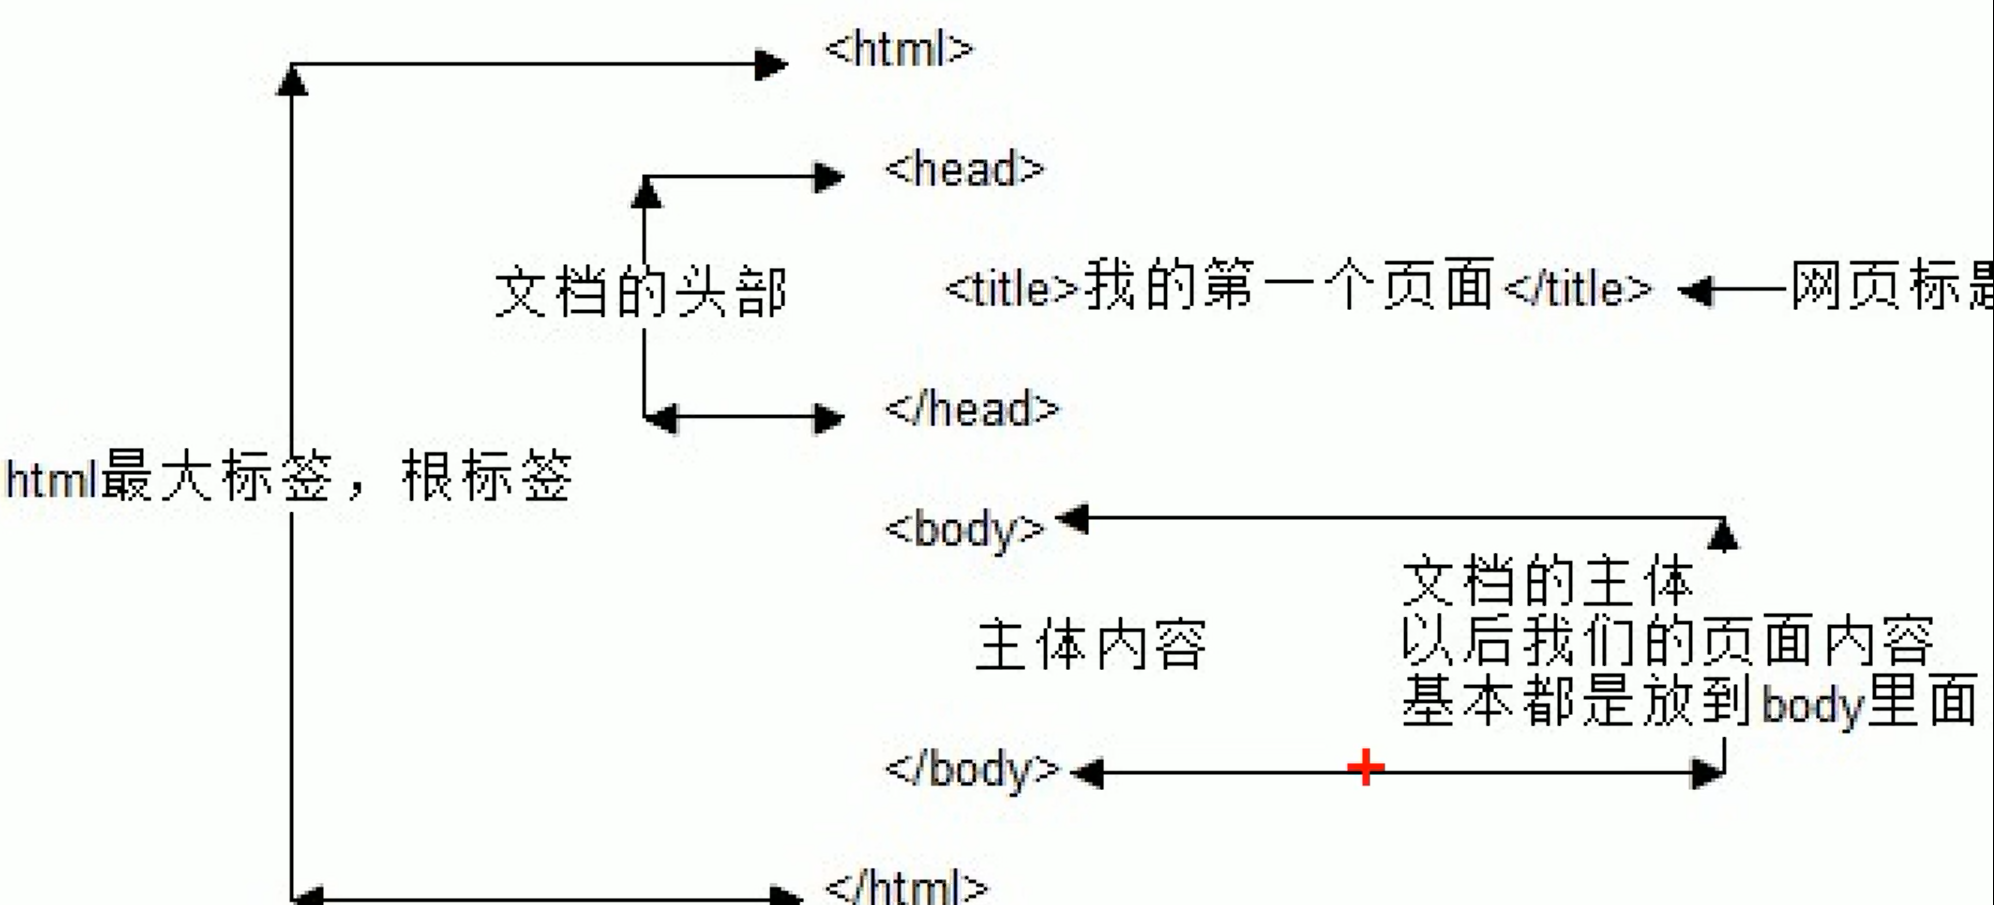 <html>
<head>
文档的头部
<title>我的第一个页面</title>
网页标题
</head>
html最大标签，根标签
<body>
文档的主体
主体内容
以后我们的页面内容
基本都是放到body里面
</body>
</html>